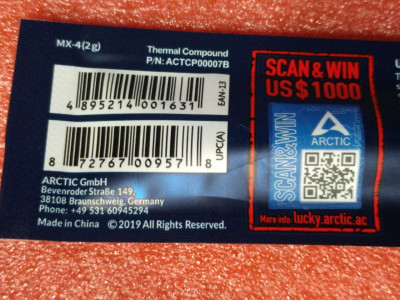 MX-4(2g)
Thermal Compound
P/N: ACTCP00007B
4 895214 001631
EAN-13
8 72767 00957 8
UPC(A)
ARCTIC GmbH
Bevenroder Straße 149,
38108 Braunschweig, Germany
Phone: +49 531 60945294
Made in China © 2019 All Rights Reserved.
SCAN & WIN
US $ 1000
SCAN&WIN
ARCTIC
More info: lucky.arctic.ac